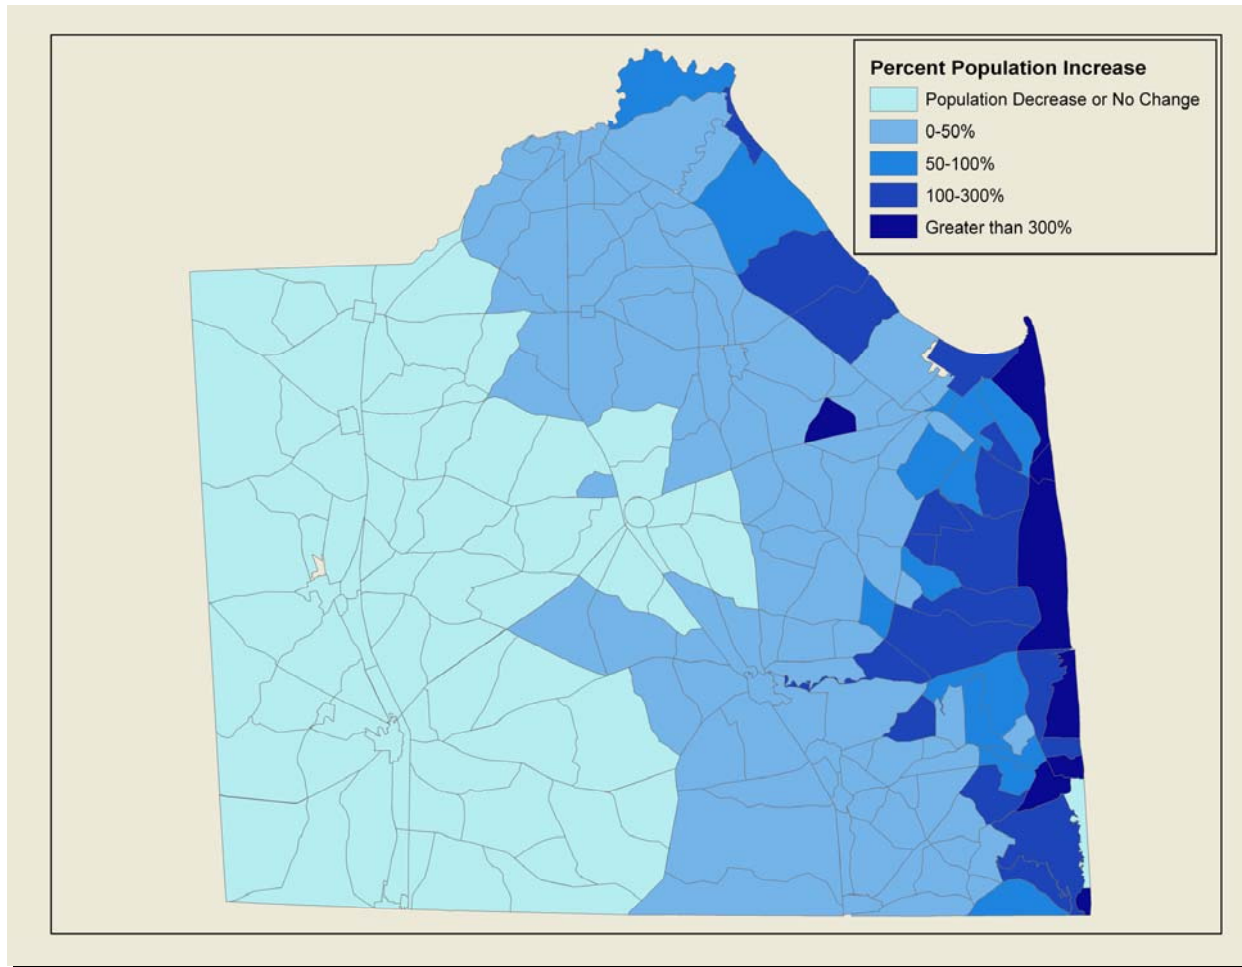 Percent Population Increase
Population Decrease or No Change
0-50%
50-100%
100-300%
Greater than 300%